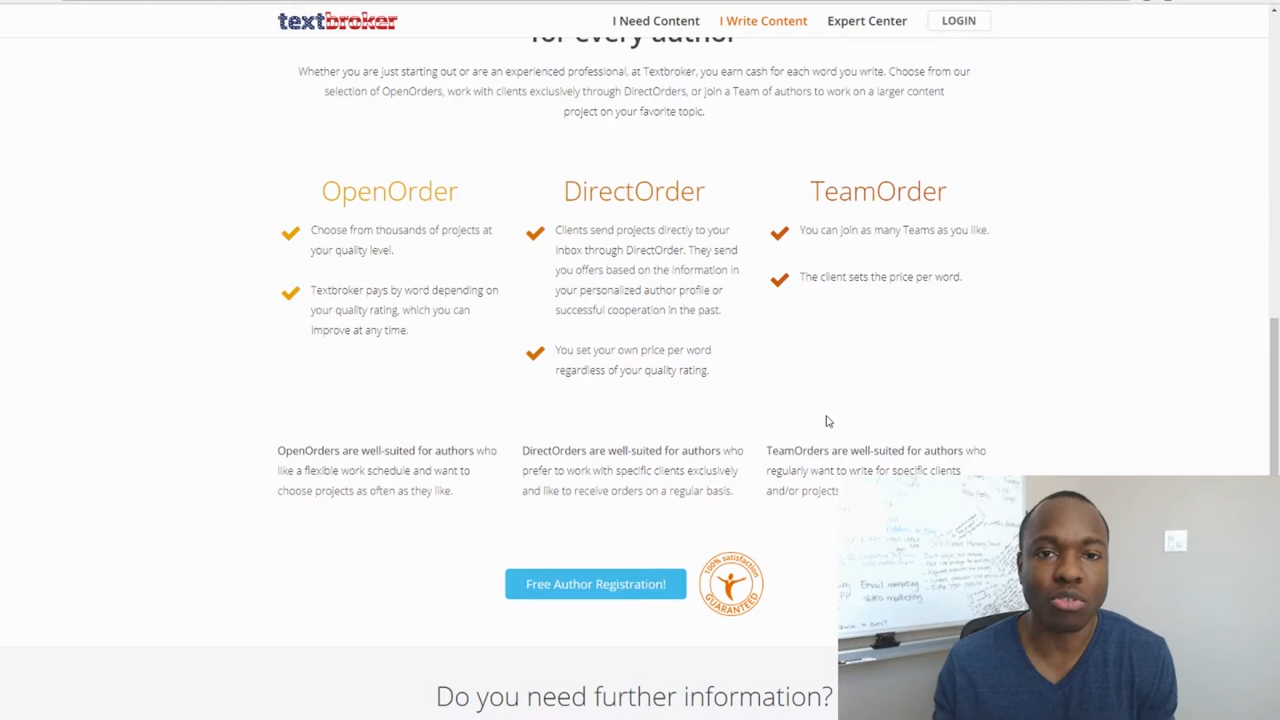 textbroker
I Need Content
I Write Content
Expert Center
LOGIN
for every author
Whether you are just starting out or are an experienced professional, at Textbroker, you earn cash for each word you write. Choose from our
selection of OpenOrders, work with clients exclusively through DirectOrders, or join a Team of authors to work on a larger content
project on your favorite topic.
OpenOrder
Choose from thousands of projects at
your quality level.
Textbroker pays by word depending on
your quality rating, which you can
improve at any time.
OpenOrders are well-suited for authors who
like a flexible work schedule and want to
choose projects as often as they like.
DirectOrder
Clients send projects directly to your
inbox through DirectOrder. They send
you offers based on the information in
your personalized author profile or
successful cooperation in the past.
You set your own price per word
regardless of your quality rating.
DirectOrders are well-suited for authors who
prefer to work with specific clients exclusively
and like to receive orders on a regular basis.
TeamOrder
You can join as many Teams as you like.
The client sets the price per word.
TeamOrders are well-suited for authors who
regularly want to write for specific clients
and/or projects
Free Author Registration!
100% satisfaction
GUARANTEED
Email marketing
Video marketing
Do you need further information?